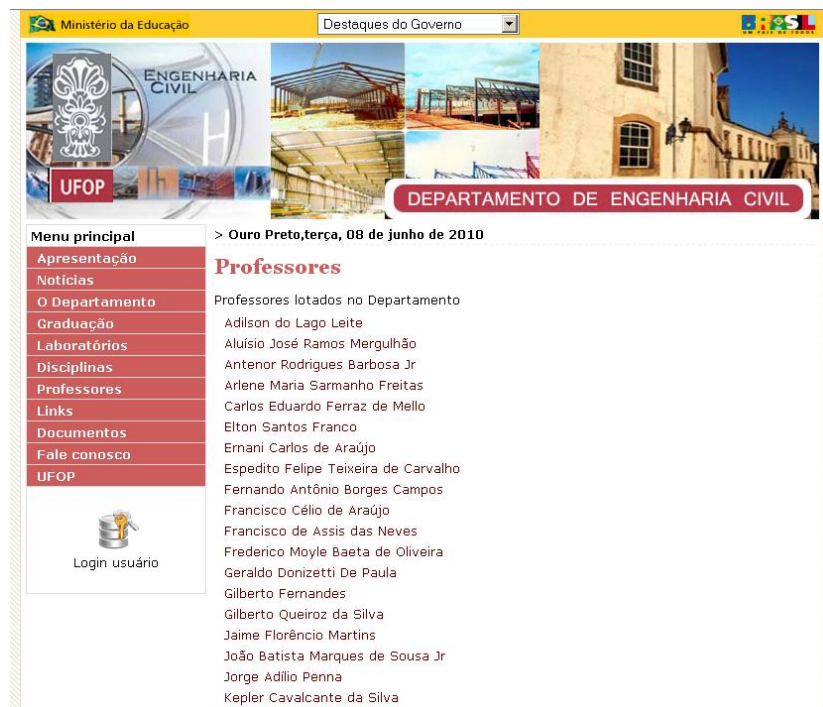 Ministério da Educação
Destaques do Governo
BRASIL
UM PAÍS DE TODOS
ENGENHARIA
CIVIL
UFOP
DEPARTAMENTO DE ENGENHARIA CIVIL
Menu principal
Apresentação
Notícias
O Departamento
Graduação
Laboratórios
Disciplinas
Professores
Links
Documentos
Fale conosco
UFOP
Login usuário
> Ouro Preto,terça, 08 de junho de 2010
Professores
Professores lotados no Departamento
Adilson do Lago Leite
Aluísio José Ramos Mergulhão
Antenor Rodrigues Barbosa Jr
Arlene Maria Sarmanho Freitas
Carlos Eduardo Ferraz de Mello
Elton Santos Franco
Ernani Carlos de Araújo
Espedito Felipe Teixeira de Carvalho
Fernando Antônio Borges Campos
Francisco Célio de Araújo
Francisco de Assis das Neves
Frederico Moyle Baeta de Oliveira
Geraldo Donizetti De Paula
Gilberto Fernandes
Gilberto Queiroz da Silva
Jaime Florêncio Martins
João Batista Marques de Sousa Jr
Jorge Adílio Penna
Kepler Cavalcante da Silva